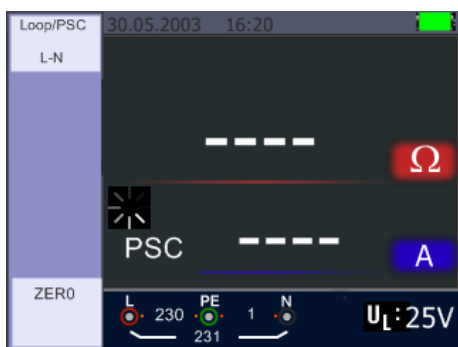 Loop/PSC 30.05.2003 16:20
L-N
---- Ω
PSC ---- A
ZER0
L PE N
230 1
231
UL:25V